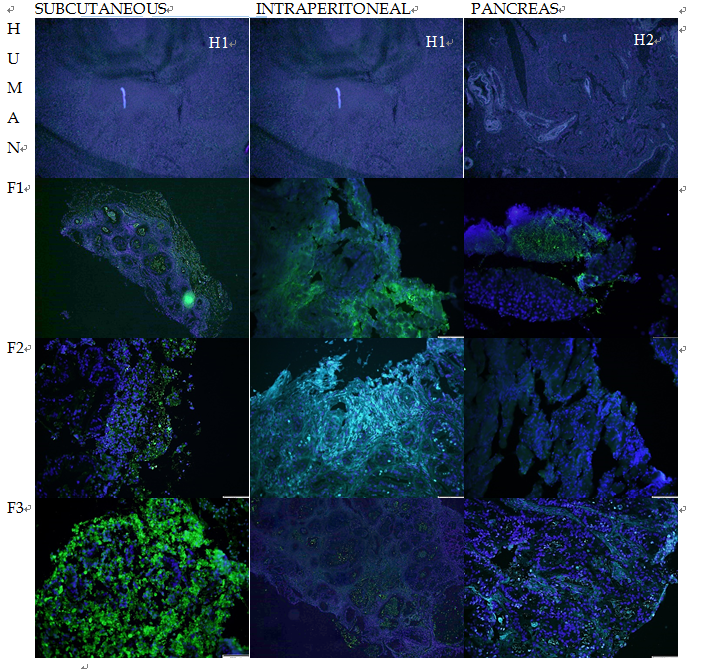 SUBCUTANEOUS INTRAPERITONEAL PANCREAS
H
U
M
A
N
H1 H1 H2
F1
F2
F3